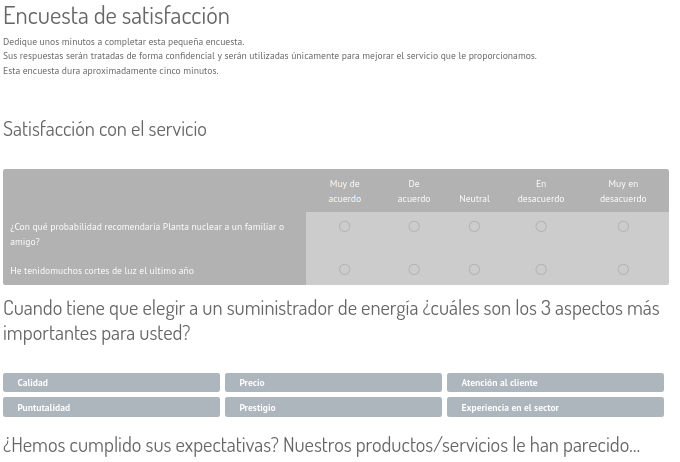 Encuesta de satisfacción
Dedique unos minutos a completar esta pequeña encuesta.
Sus respuestas serán tratadas de forma confidencial y serán utilizadas únicamente para mejorar el servicio que le proporcionamos.
Esta encuesta dura aproximadamente cinco minutos.
Satisfacción con el servicio
Muy de acuerdo
De acuerdo
Neutral
En desacuerdo
Muy en desacuerdo
¿Con qué probabilidad recomendaría Planta nuclear a un familiar o
amigo?
He tenidomuchos cortes de luz el ultimo año
Cuando tiene que elegir a un suministrador de energía ¿cuáles son los 3 aspectos más
importantes para usted?
Calidad
Precio
Atención al cliente
Puntutalidad
Prestigio
Experiencia en el sector
¿Hemos cumplido sus expectativas? Nuestros productos/servicios le han parecido...